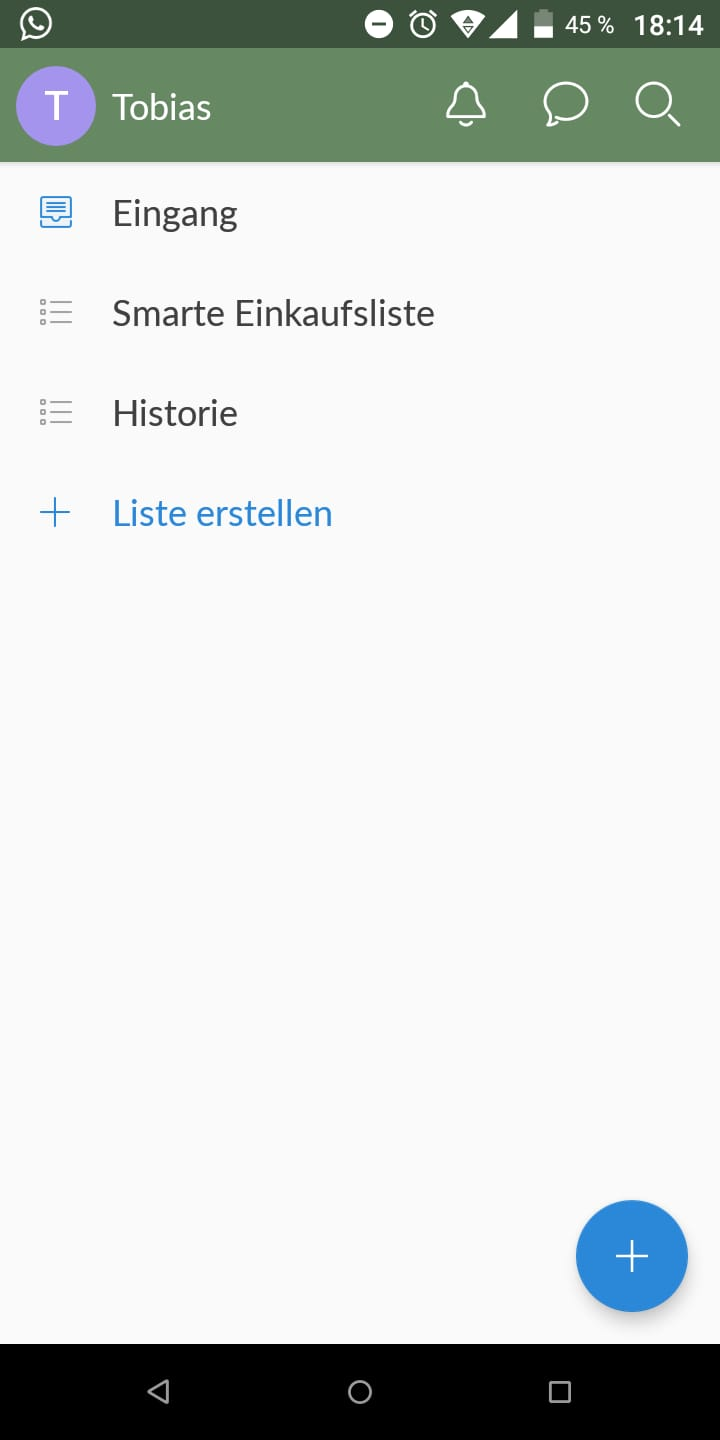 45 % 18:14
T Tobias
Eingang
Smarte Einkaufsliste
Historie
Liste erstellen